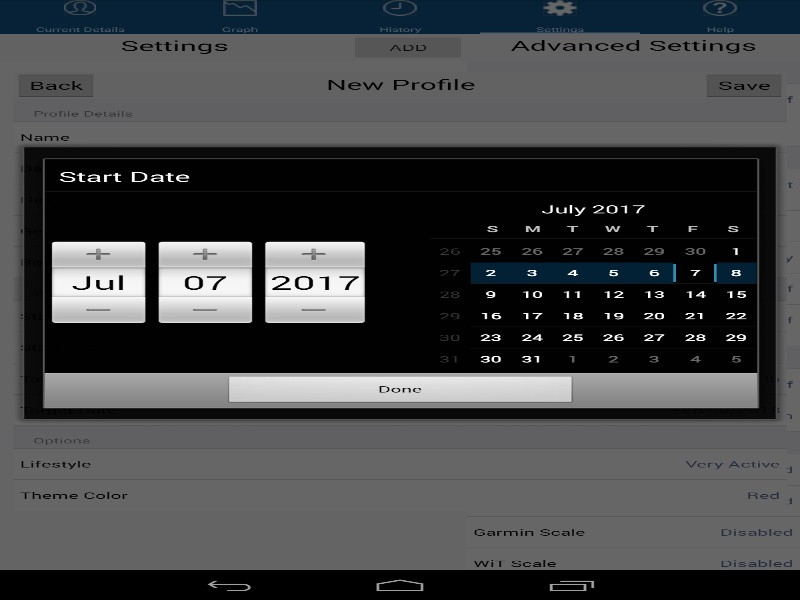 Current Details Graph History Settings Help
Settings ADD Advanced Settings
Back New Profile Save
Profile Details
Name
Start Date
July 2017
S M T W T F S
26 25 26 27 28 29 30 1
27 2 3 4 5 6 7 8
28 9 10 11 12 13 14 15
29 16 17 18 19 20 21 22
30 23 24 25 26 27 28 29
31 30 31 1 2 3 4 5
+ + +
Jul 07 2017
— — —
Done
Options
Lifestyle Very Active
Theme Color Red
Garmin Scale Disabled
WiT Scale Disabled